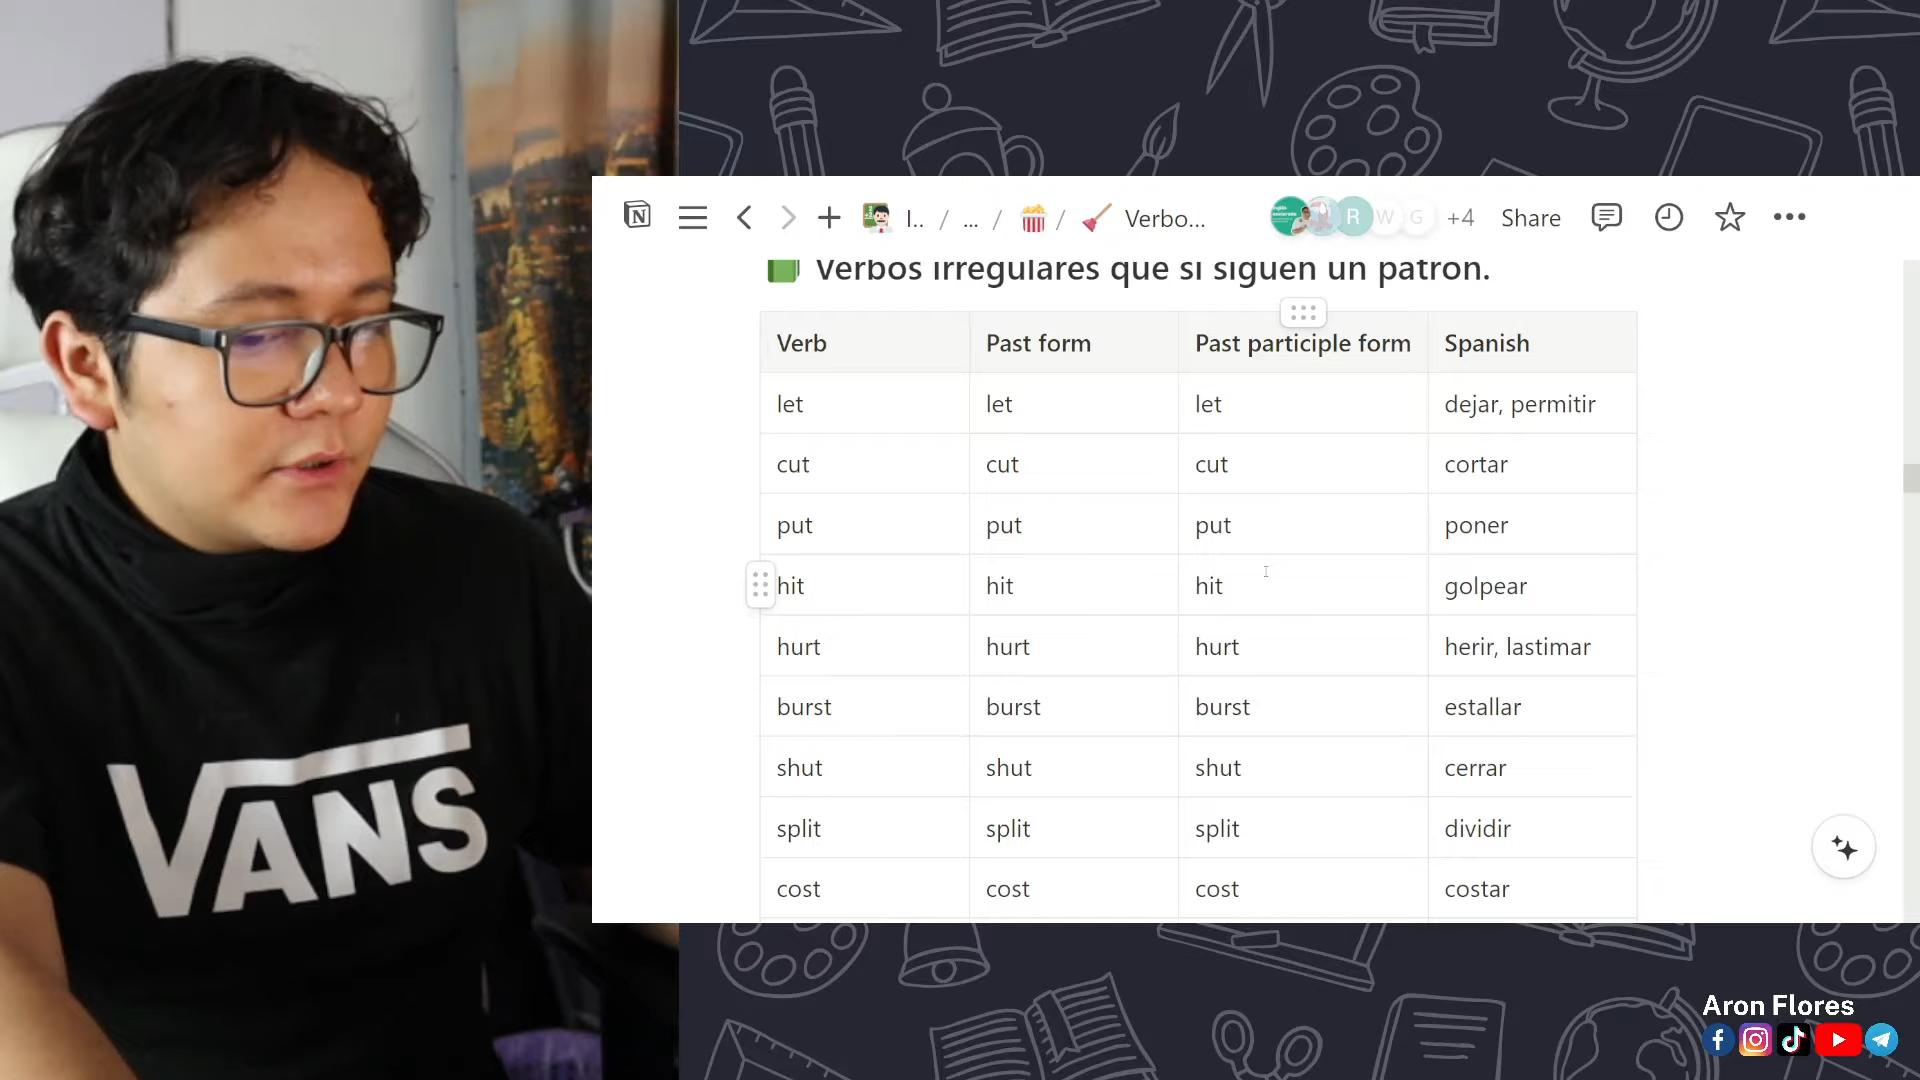 I.. / ... / / Verbo...
R W G +4 Share
Verbos irregulares que si siguen un patrón.
Verb Past form Past participle form Spanish
let let let dejar, permitir
cut cut cut cortar
put put put poner
hit hit hit golpear
hurt hurt hurt herir, lastimar
burst burst burst estallar
shut shut shut cerrar
split split split dividir
cost cost cost costar
VANS
Aron Flores